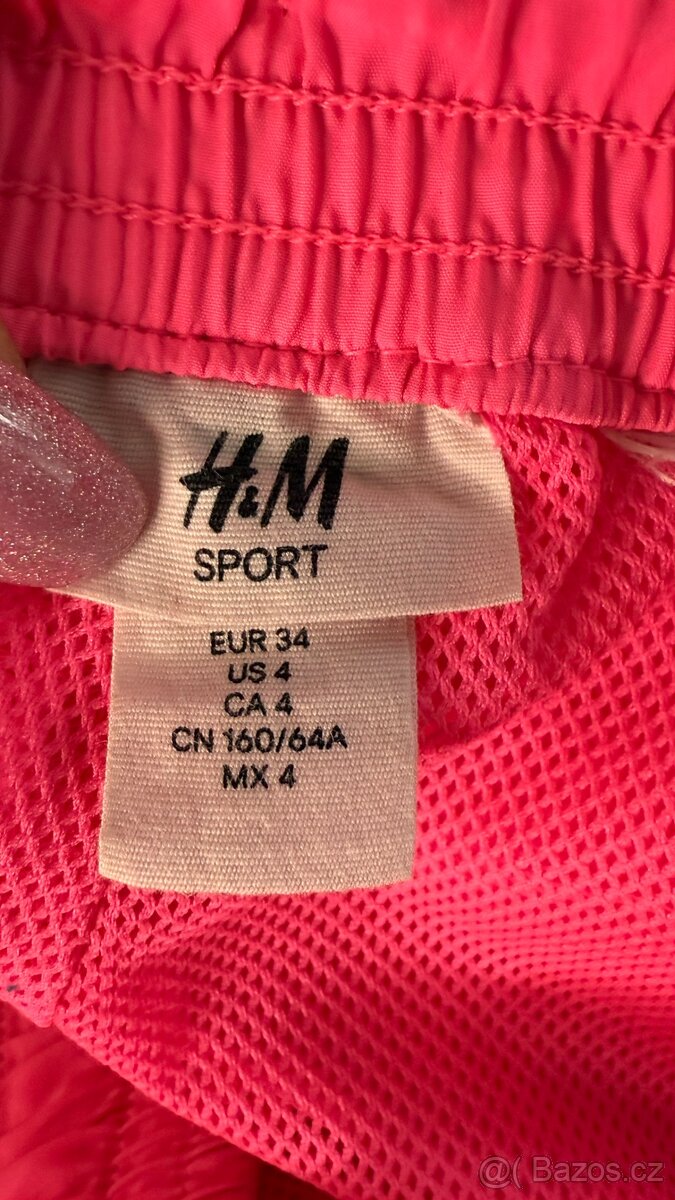 H&M
SPORT
EUR 34
US 4
CA 4
CN 160/64A
MX 4
@( Bazos.cz